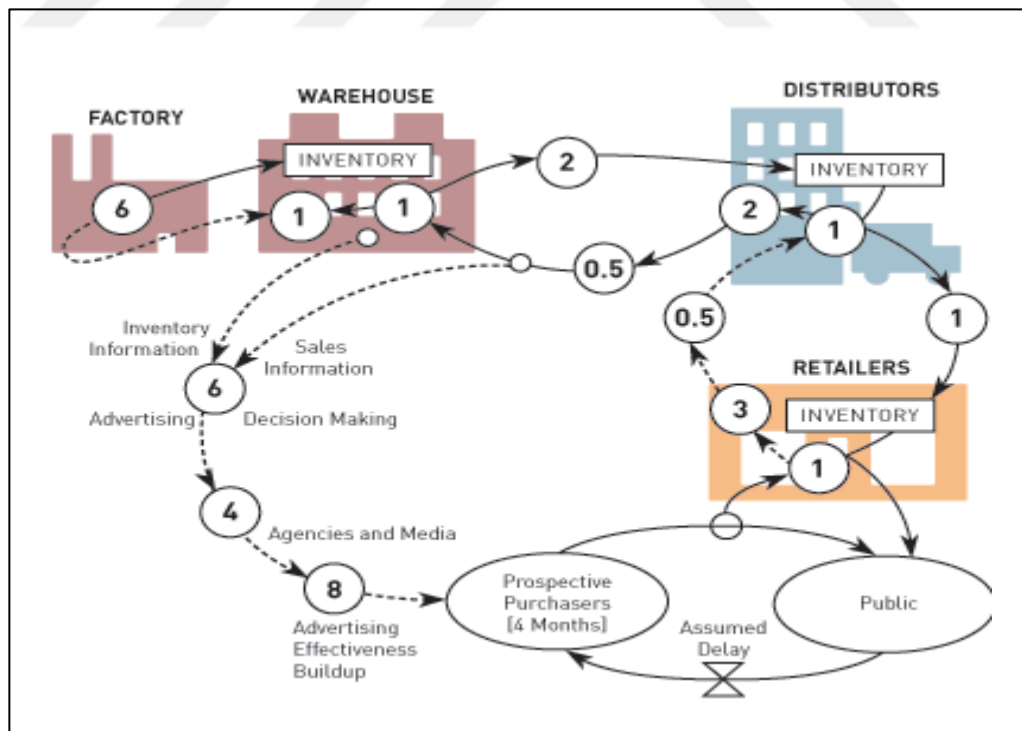 WAREHOUSE
DISTRIBUTORS
FACTORY
INVENTORY
2
INVENTORY
6
1
1
2
1
0.5
0.5
1
Inventory
Information
Sales
Information
RETAILERS
6
3
INVENTORY
Advertising
Decision Making
1
4
Agencies and Media
8
Prospective
Purchasers
[4 Months]
Public
Advertising
Effectiveness
Buildup
Assumed
Delay